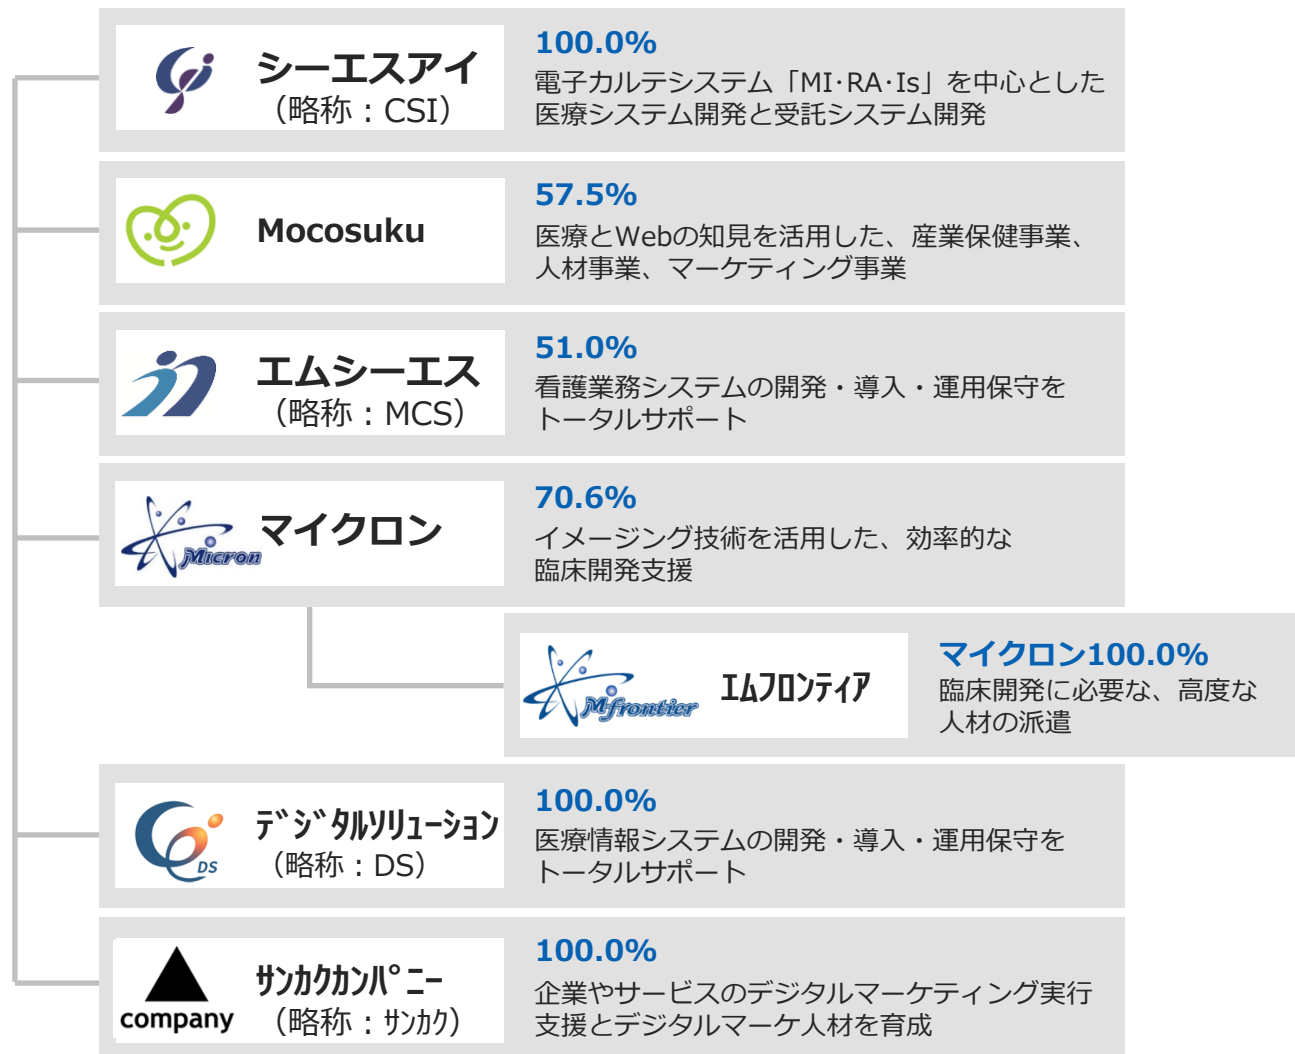 シーエスアイ
（略称：CSI）
100.0%
電子カルテシステム「MI･RA･Is」を中心とした
医療システム開発と受託システム開発
Mocosuku
57.5%
医療とWebの知見を活用した、産業保健事業、
人材事業、マーケティング事業
エムシーエス
（略称：MCS）
51.0%
看護業務システムの開発・導入・運用保守を
トータルサポート
Micron
マイクロン
70.6%
イメージング技術を活用した、効率的な
臨床開発支援
Mfrontier
ｴﾑﾌﾛﾝﾃｨｱ
マイクロン100.0%
臨床開発に必要な、高度な
人材の派遣
DS
ﾃﾞｼﾞﾀﾙｿﾘｭｰｼｮﾝ
（略称：DS）
100.0%
医療情報システムの開発・導入・運用保守を
トータルサポート
company
ｻﾝｶｸｶﾝﾊﾟﾆｰ
（略称：ｻﾝｶｸ）
100.0%
企業やサービスのデジタルマーケティング実行
支援とデジタルマーケ人材を育成